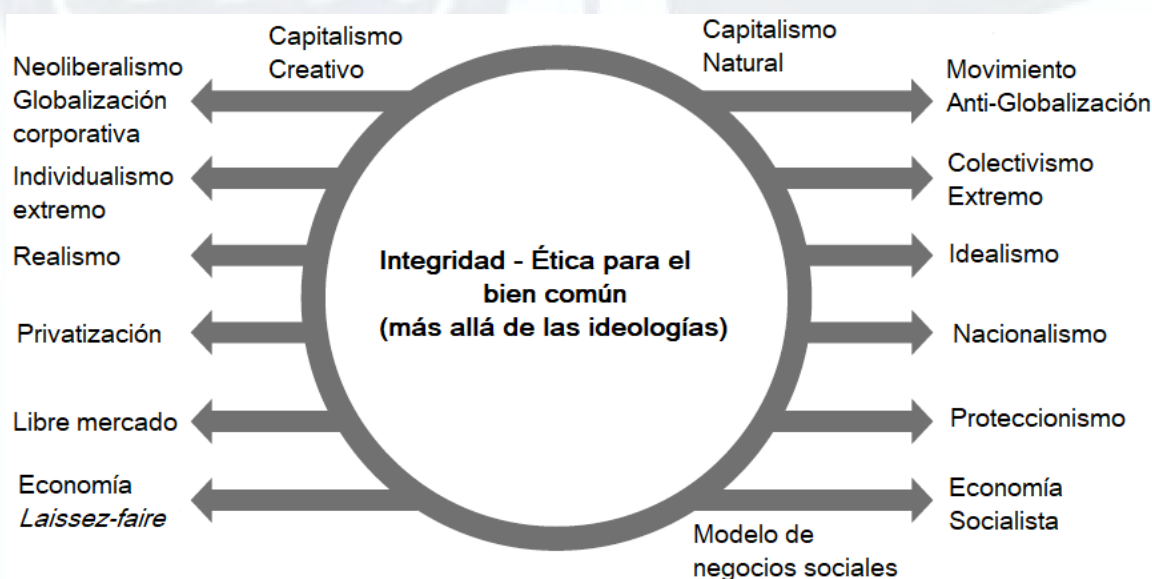 Capitalismo
Creativo
Capitalismo
Natural
Neoliberalismo
Globalización
corporativa
Movimiento
Anti-Globalización
Individualismo
extremo
Colectivismo
Extremo
Realismo
Integridad - Ética para el
bien común
(más allá de las ideologías)
Idealismo
Privatización
Nacionalismo
Libre mercado
Proteccionismo
Economía
Laissez-faire
Economía
Socialista
Modelo de
negocios sociales